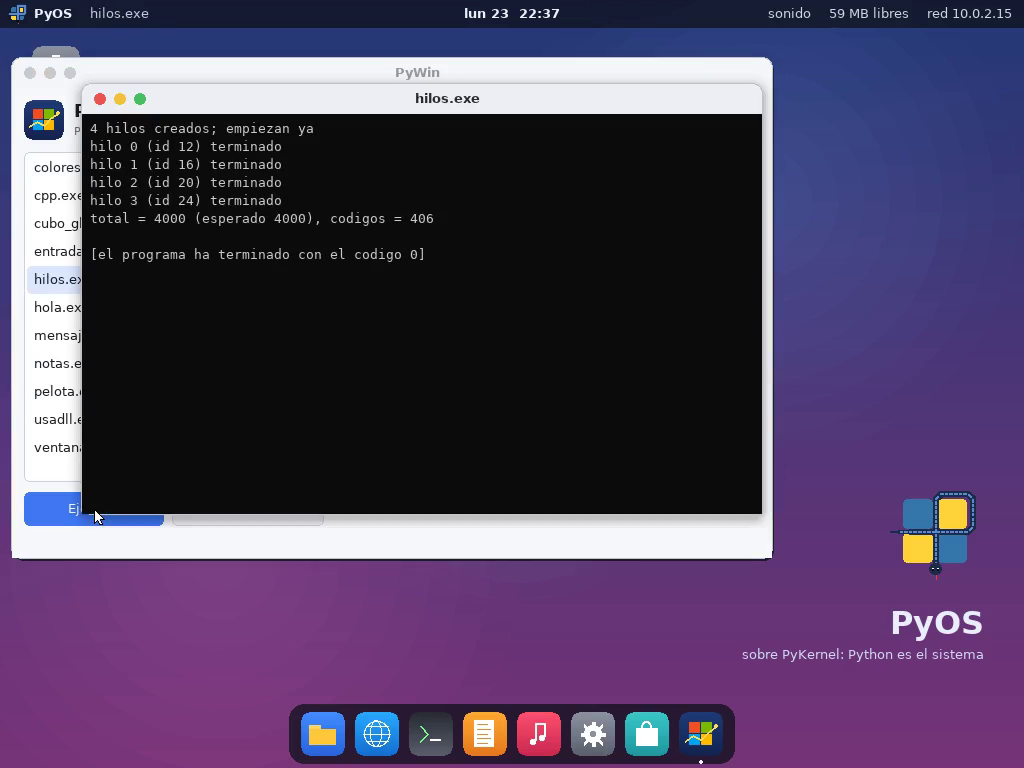 PyOS hilos.exe lun 23 22:37 sonido 59 MB libres red 10.0.2.15
PyWin
hilos.exe
colores
cpp.exe
cubo_gl
entrada
hilos.ex
hola.ex
mensaj
notas.e
pelota.
usadll.e
ventana
4 hilos creados; empiezan ya
hilo 0 (id 12) terminado
hilo 1 (id 16) terminado
hilo 2 (id 20) terminado
hilo 3 (id 24) terminado
total = 4000 (esperado 4000), codigos = 406
[el programa ha terminado con el codigo 0]
Ej
PyOS
sobre PyKernel: Python es el sistema